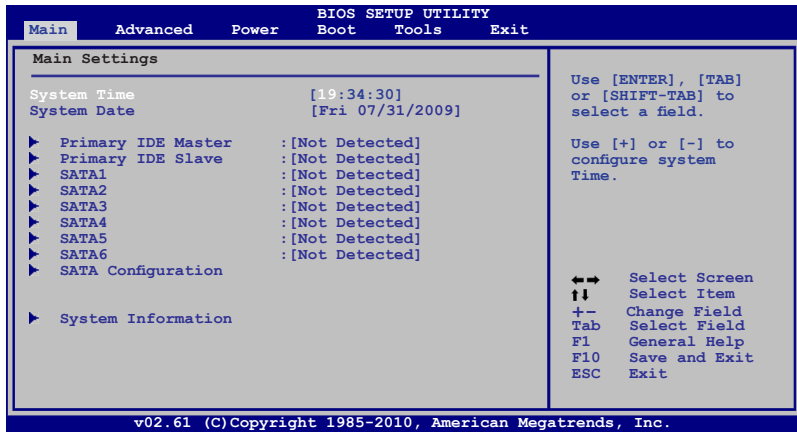 BIOS SETUP UTILITY
Main Advanced Power Boot Tools Exit
Main Settings
System Time [19:34:30]
System Date [Fri 07/31/2009]
Primary IDE Master :[Not Detected]
Primary IDE Slave :[Not Detected]
SATA1 :[Not Detected]
SATA2 :[Not Detected]
SATA3 :[Not Detected]
SATA4 :[Not Detected]
SATA5 :[Not Detected]
SATA6 :[Not Detected]
SATA Configuration
System Information
Use [ENTER], [TAB]
or [SHIFT-TAB] to
select a field.
Use [+] or [-] to
configure system
Time.
←→ Select Screen
↑↓ Select Item
+- Change Field
Tab Select Field
F1 General Help
F10 Save and Exit
ESC Exit
v02.61 (C)Copyright 1985-2010, American Megatrends, Inc.